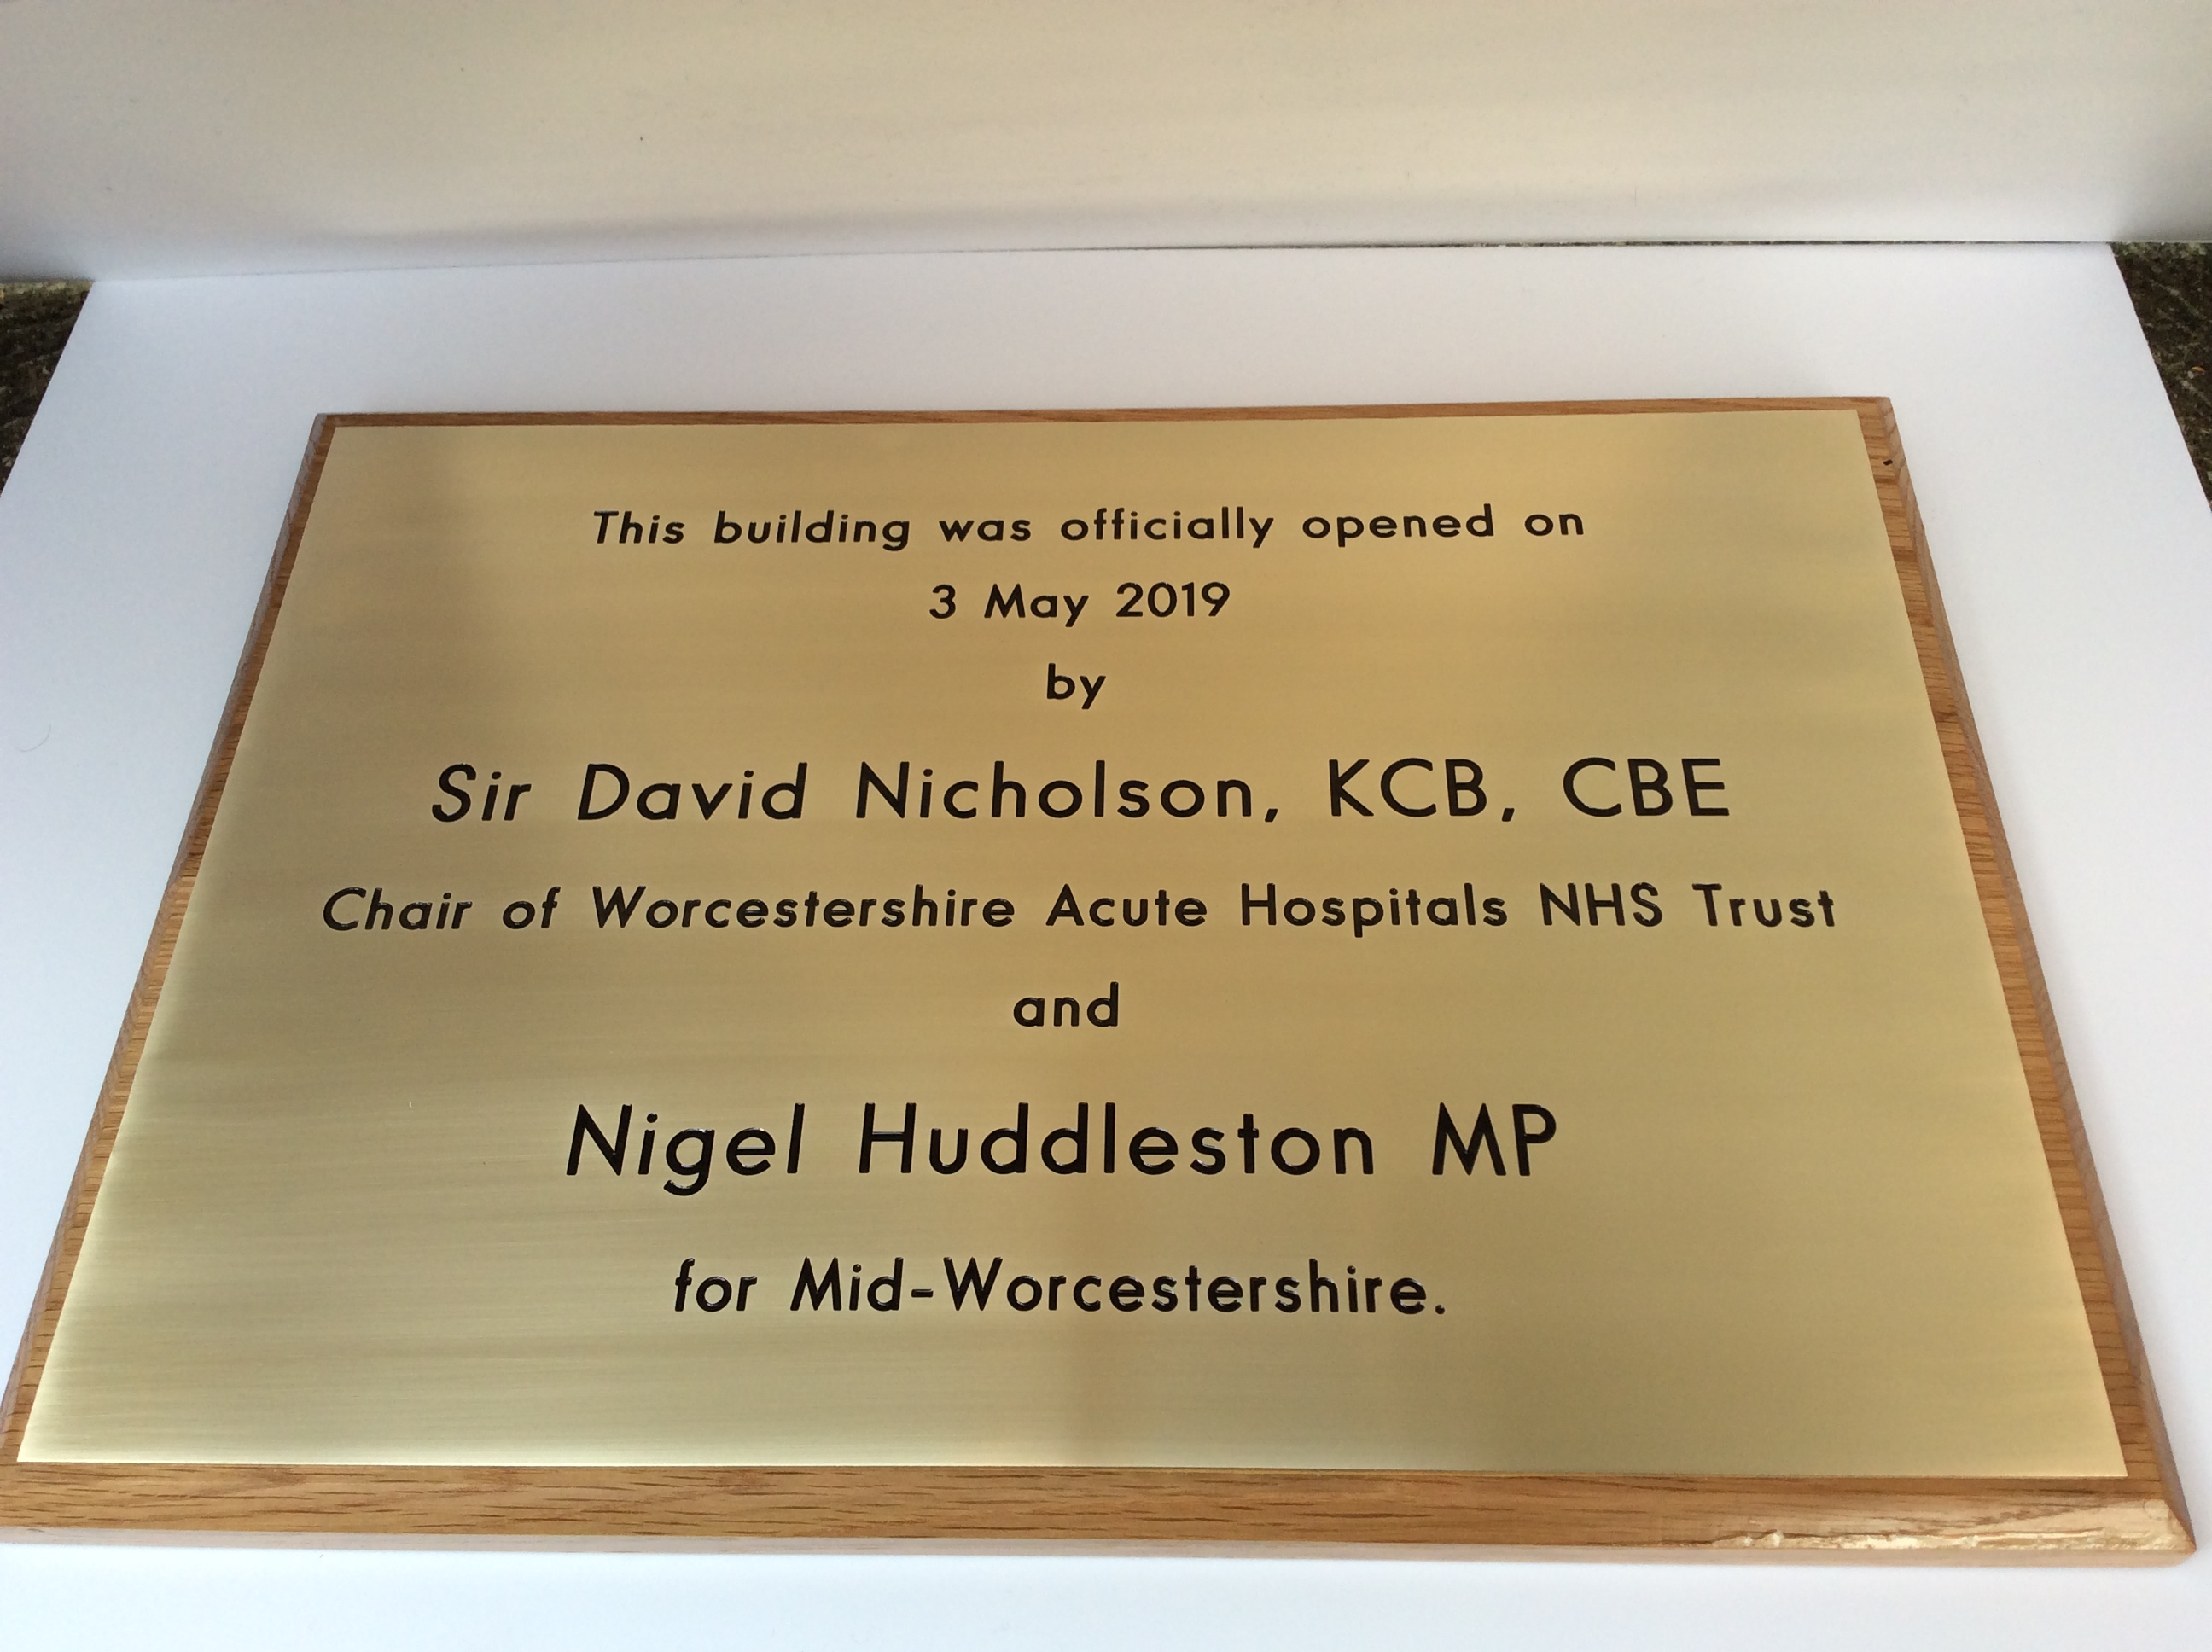 This building was officially opened on
3 May 2019
by
Sir David Nicholson, KCB, CBE
Chair of Worcestershire Acute Hospitals NHS Trust
and
Nigel Huddleston MP
for Mid-Worcestershire.